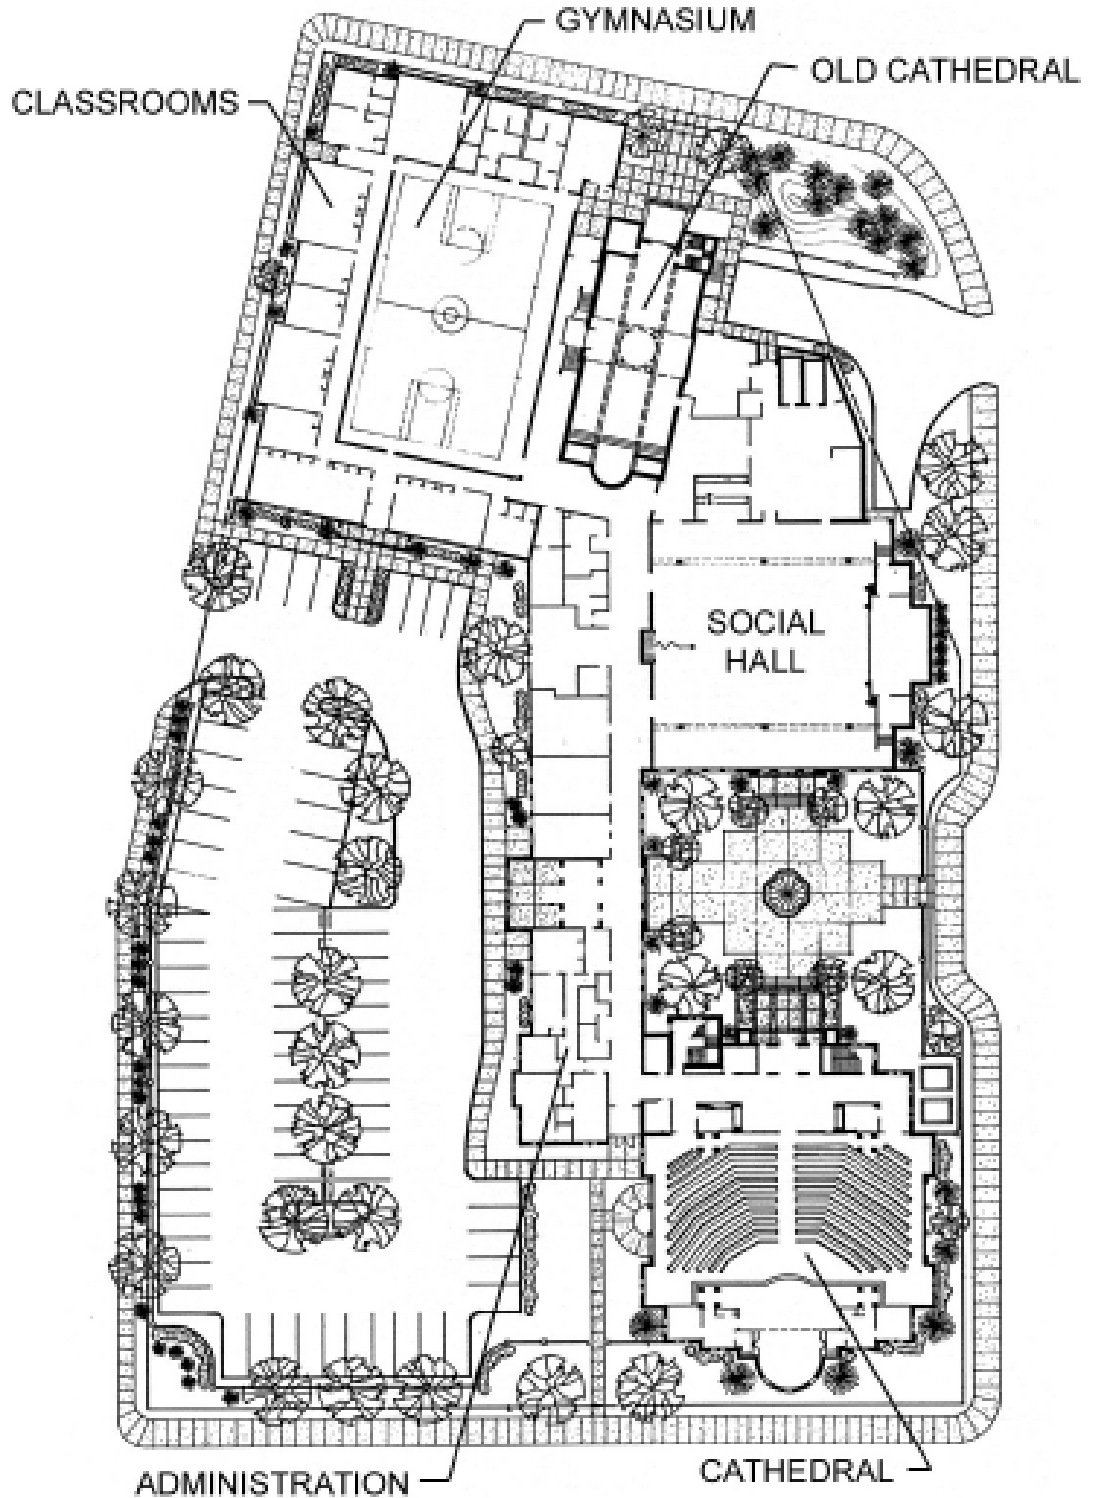 GYMNASIUM
OLD CATHEDRAL
CLASSROOMS
SOCIAL
HALL
ADMINISTRATION
CATHEDRAL